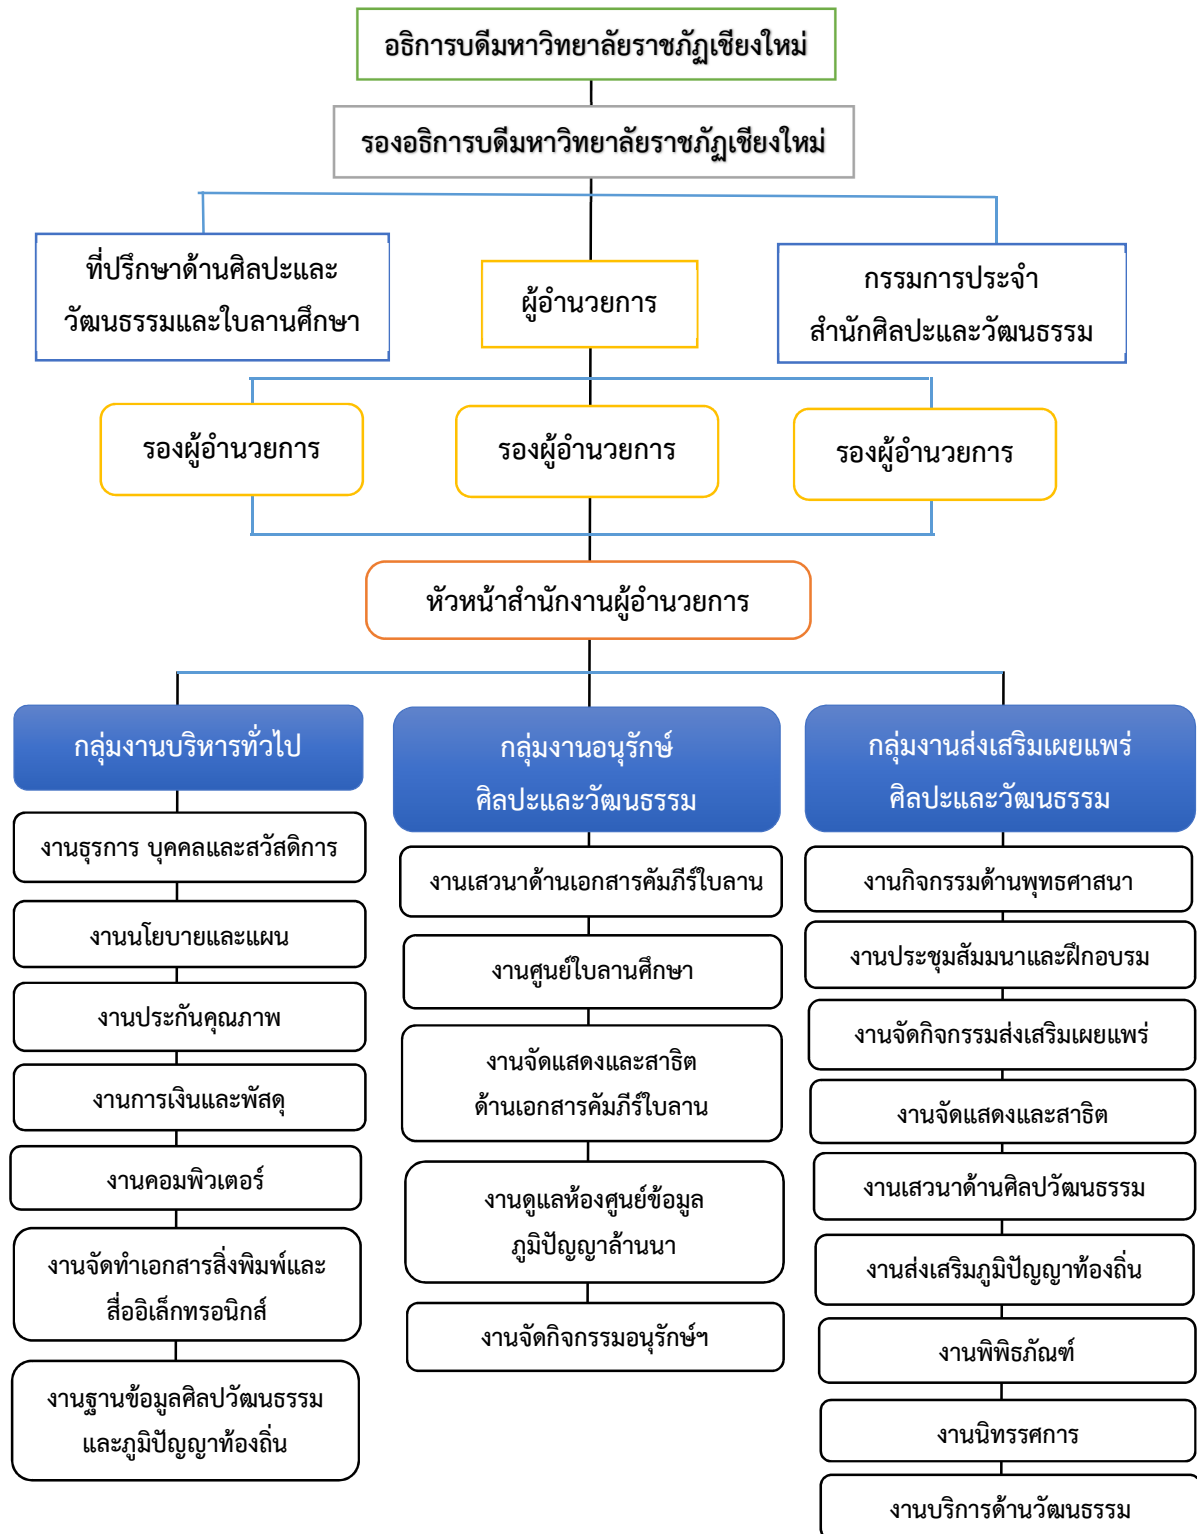 อธิการบดีมหาวิทยาลัยราชภัฏเชียงใหม่
รองอธิการบดีมหาวิทยาลัยราชภัฏเชียงใหม่
ที่ปรึกษาด้านศิลปะและ
วัฒนธรรมและใบลานศึกษา
ผู้อำนวยการ
กรรมการประจำ
สำนักศิลปะและวัฒนธรรม
รองผู้อำนวยการ
รองผู้อำนวยการ
รองผู้อำนวยการ
หัวหน้าสำนักงานผู้อำนวยการ
กลุ่มงานบริหารทั่วไป
งานธุรการ บุคคลและสวัสดิการ
งานนโยบายและแผน
งานประกันคุณภาพ
งานการเงินและพัสดุ
งานคอมพิวเตอร์
งานจัดทำเอกสารสิ่งพิมพ์และ
สื่ออิเล็กทรอนิกส์
งานฐานข้อมูลศิลปวัฒนธรรม
และภูมิปัญญาท้องถิ่น
กลุ่มงานอนุรักษ์
ศิลปะและวัฒนธรรม
งานเสวนาด้านเอกสารคัมภีร์ใบลาน
งานศูนย์ใบลานศึกษา
งานจัดแสดงและสาธิต
ด้านเอกสารคัมภีร์ใบลาน
งานดูแลห้องศูนย์ข้อมูล
ภูมิปัญญาล้านนา
งานจัดกิจกรรมอนุรักษ์ฯ
กลุ่มงานส่งเสริมเผยแพร่
ศิลปะและวัฒนธรรม
งานกิจกรรมด้านพุทธศาสนา
งานประชุมสัมมนาและฝึกอบรม
งานจัดกิจกรรมส่งเสริมเผยแพร่
งานจัดแสดงและสาธิต
งานเสวนาด้านศิลปวัฒนธรรม
งานส่งเสริมภูมิปัญญาท้องถิ่น
งานพิพิธภัณฑ์
งานนิทรรศการ
งานบริการด้านวัฒนธรรม